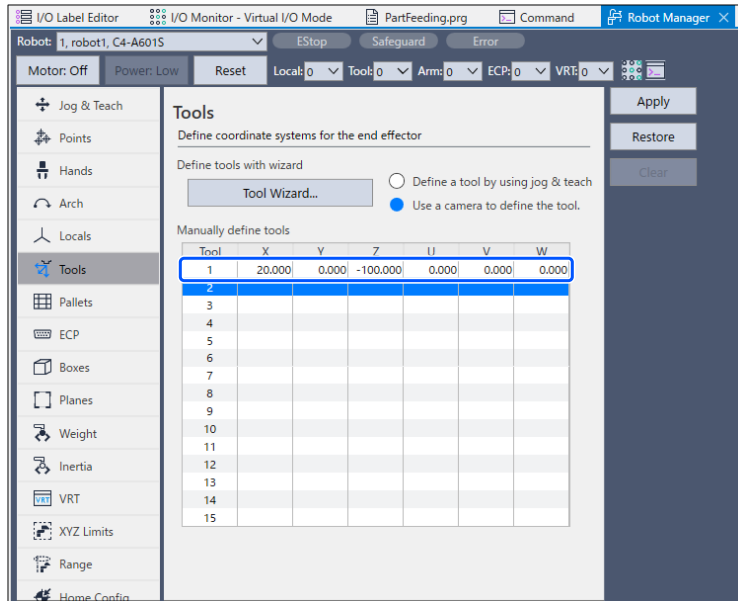 I/O Label Editor I/O Monitor - Virtual I/O Mode PartFeeding.prg Command Robot Manager
Robot: 1, robot1, C4-A601S EStop Safeguard Error
Motor: Off Power: Low Reset Local: 0 Tool: 0 Arm: 0 ECP: 0 VRT: 0
Jog & Teach
Points
Hands
Arch
Locals
Tools
Pallets
ECP
Boxes
Planes
Weight
Inertia
VRT
XYZ Limits
Range
Home Config
Tools
Define coordinate systems for the end effector
Define tools with wizard
Tool Wizard...
Define a tool by using jog & teach
Use a camera to define the tool.
Manually define tools
Tool X Y Z U V W
1 20.000 0.000 -100.000 0.000 0.000 0.000
2
3
4
5
6
7
8
9
10
11
12
13
14
15
Apply
Restore
Clear